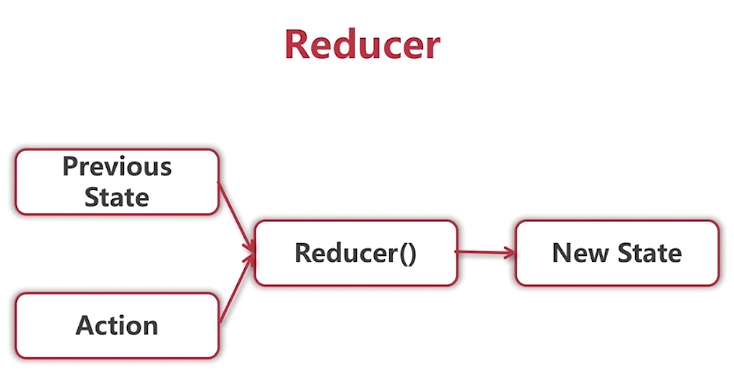 Reducer
Previous
State
Reducer()
New State
Action